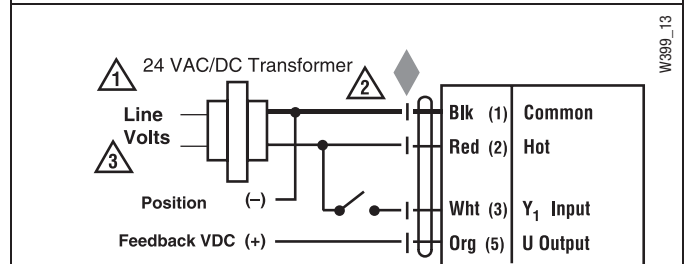 W399_13
1 24 VAC/DC Transformer
2
Blk (1) Common
Line
Volts
Red (2) Hot
3
Position (–)
Wht (3) Y₁ Input
Feedback VDC (+)
Org (5) U Output